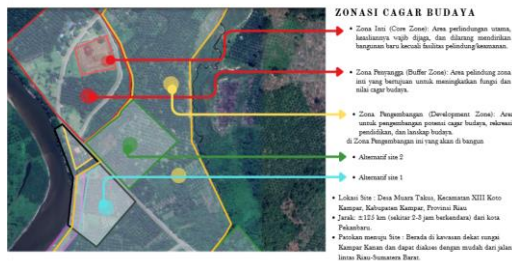 ZONASI CAGAR BUDAYA
• Zona Inti (Core Zone): Area perlindungan utama,
keasliannya wajib dijaga, dan dilarang mendirikan
bangunan baru kecuali fasilitas pelindung/keamanan.
• Zona Penyangga (Buffer Zone): Area pelindung zona
inti yang bertujuan untuk meningkatkan fungsi dan
nilai cagar budaya.
• Zona Pengembangan (Development Zone): Area
untuk pengembangan potensi cagar budaya, rekreasi
pendidikan, dan lanskap budaya.
di Zona Pengembangan ini yang akan di bangun
• Alternatif site 2
• Alternatif site 1
• Lokasi Site : Desa Muara Takus, Kecamatan XIII Koto
Kampar, Kabupaten Kampar, Provinsi Riau
• Jarak: ±125 km (sekitar 2-3 jam berkendara) dari kota
Pekanbaru.
• Patokan menuju Site : Berada di kawasan dekat sungai
Kampar Kanan dan dapat diakses dengan mudah dari jalan
lintas Riau-Sumatera Barat.